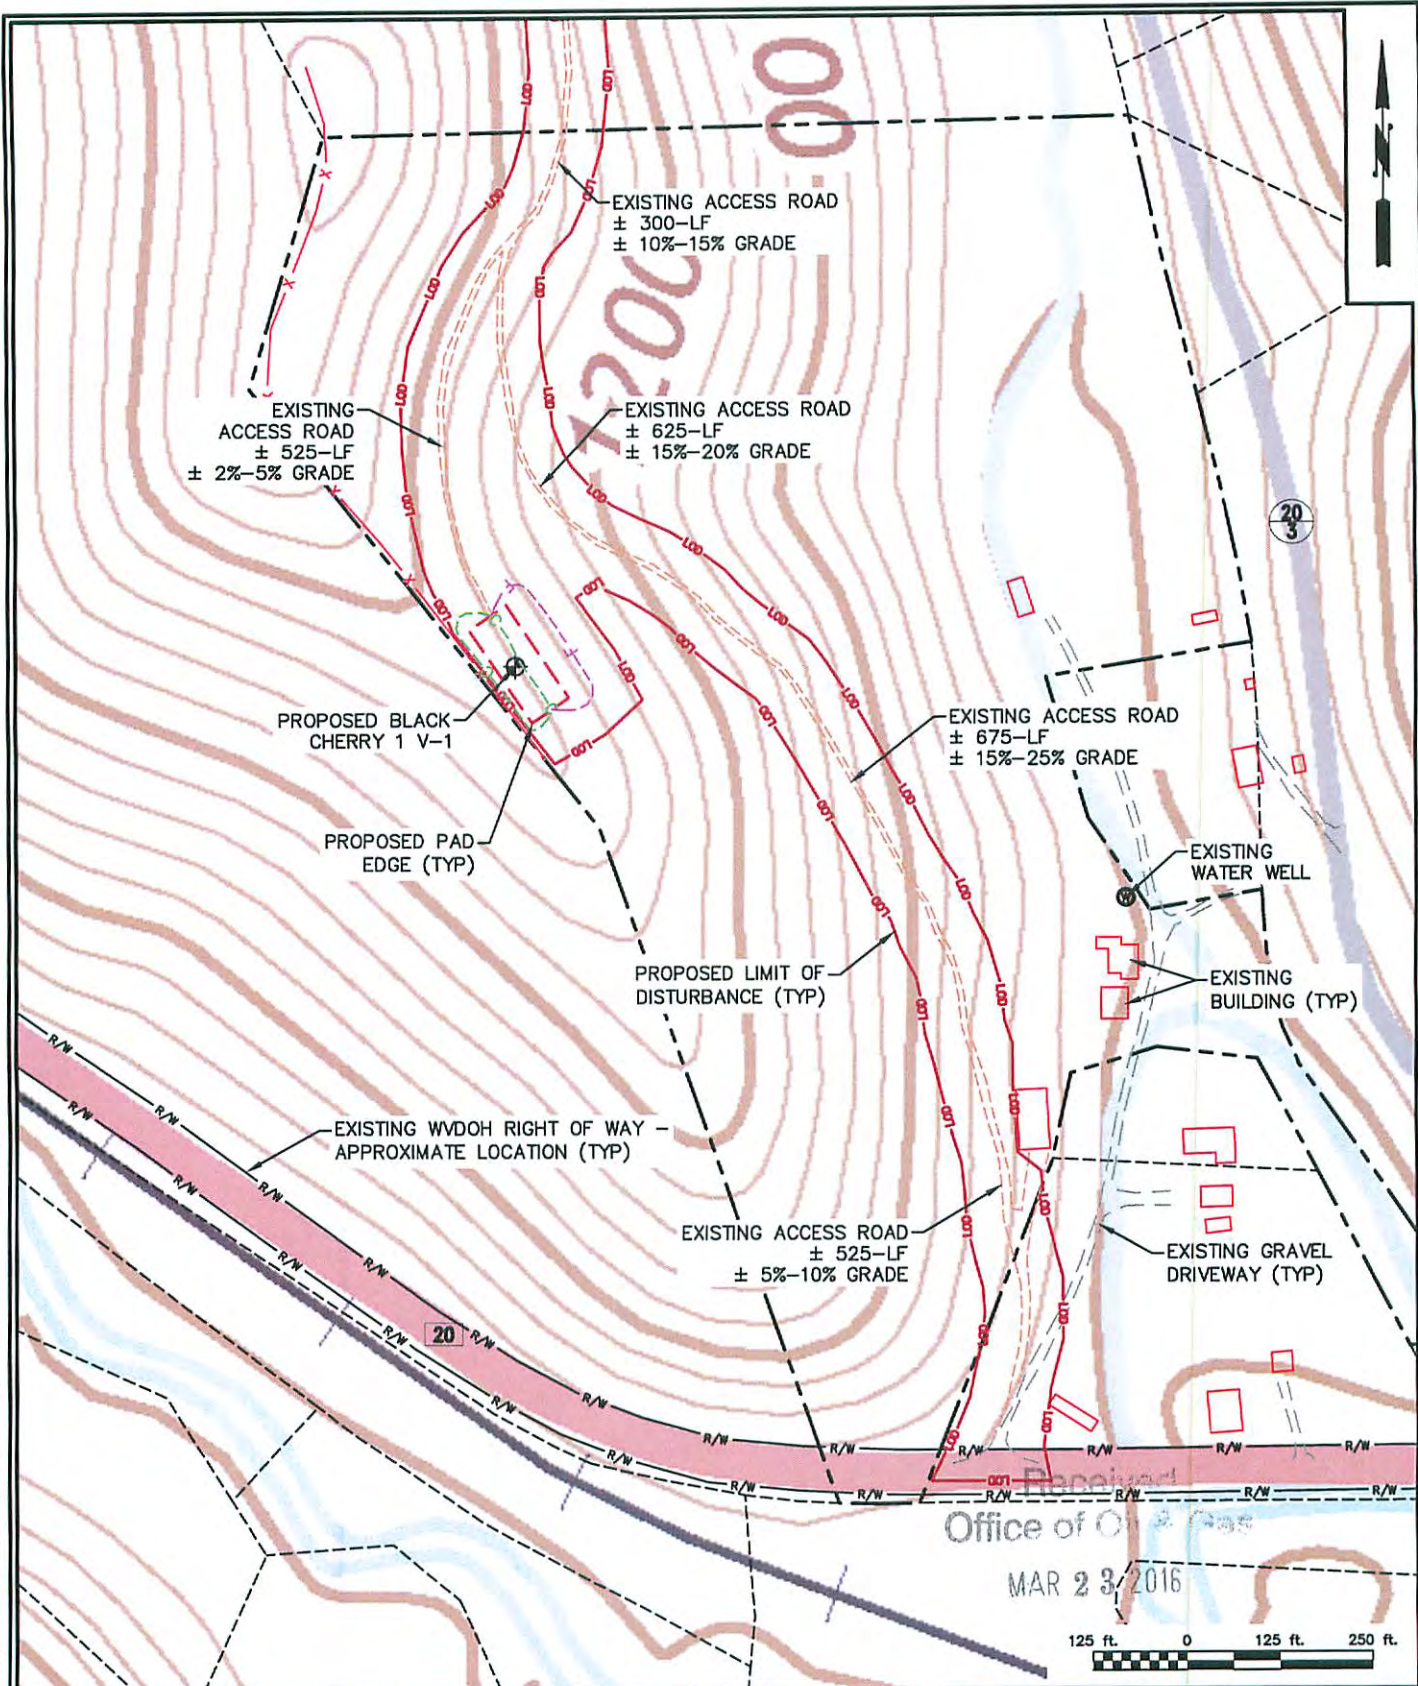 1200
00
N
EXISTING ACCESS ROAD
± 300-LF
± 10%-15% GRADE
EXISTING
ACCESS ROAD
± 525-LF
± 2%-5% GRADE
EXISTING ACCESS ROAD
± 625-LF
± 15%-20% GRADE
20
3
PROPOSED BLACK
CHERRY 1 V-1
EXISTING ACCESS ROAD
± 675-LF
± 15%-25% GRADE
PROPOSED PAD
EDGE (TYP)
EXISTING
WATER WELL
W
PROPOSED LIMIT OF
DISTURBANCE (TYP)
EXISTING
BUILDING (TYP)
EXISTING WVDOH RIGHT OF WAY -
APPROXIMATE LOCATION (TYP)
EXISTING ACCESS ROAD
± 525-LF
± 5%-10% GRADE
EXISTING GRAVEL
DRIVEWAY (TYP)
20
LOD
R/W
X
Received
Office of Oil & Gas
MAR 23 2016
125 ft. 0 125 ft. 250 ft.